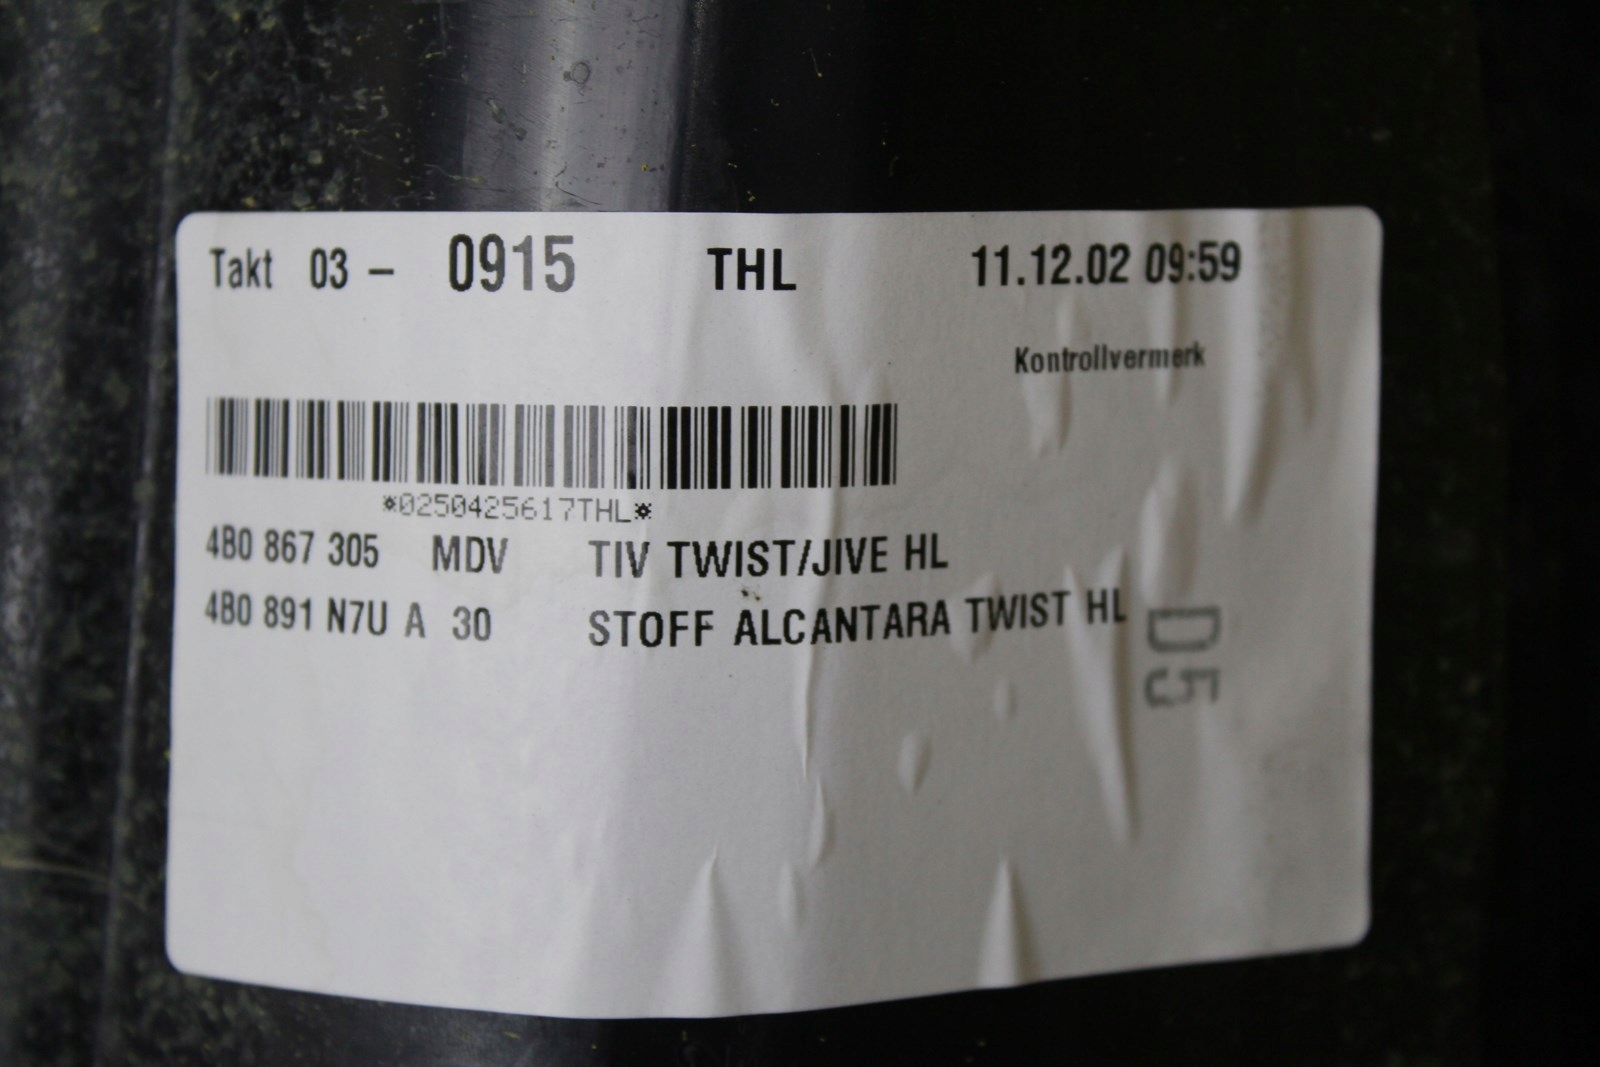 Takt 03 - 0915 THL 11.12.02 09:59
Kontrollvermerk
*0250425617THL*
4B0 867 305 MDV TIV TWIST/JIVE HL
4B0 891 N7U A 30 STOFF ALCANTARA TWIST HL
D5